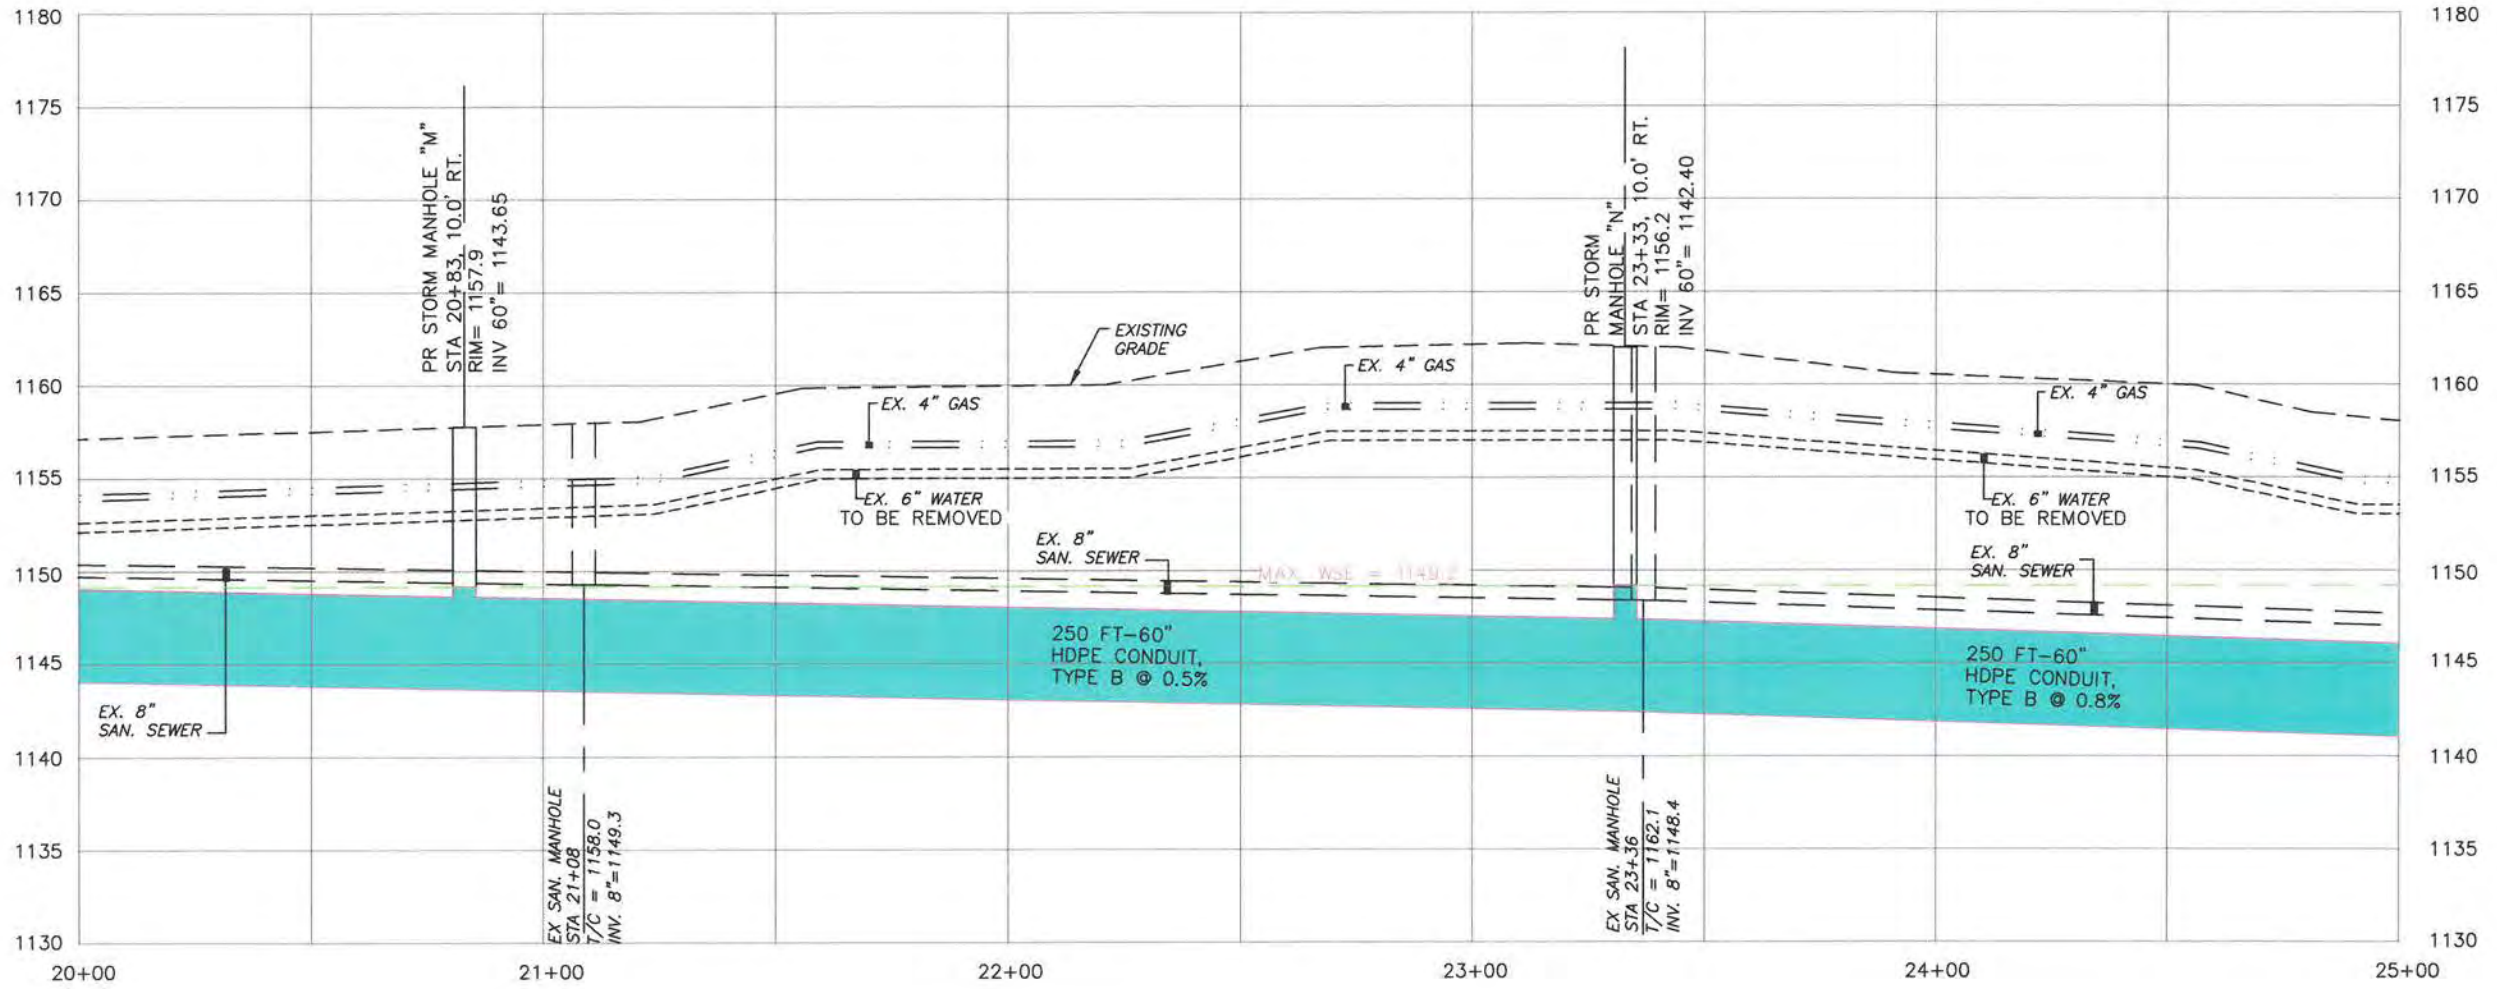 1180
1175
1170
1165
1160
1155
1150
1145
1140
1135
1130
1180
1175
1170
1165
1160
1155
1150
1145
1140
1135
1130
PR STORM MANHOLE "M"
STA 20+83, 10.0' RT.
RIM= 1157.9
INV 60"= 1143.65
PR STORM
MANHOLE "N"
STA 23+33, 10.0' RT.
RIM= 1156.2
INV 60"= 1142.40
EXISTING
GRADE
EX. 4" GAS
EX. 4" GAS
EX. 4" GAS
EX. 6" WATER
TO BE REMOVED
EX. 6" WATER
TO BE REMOVED
EX. 8"
SAN. SEWER
MAX. WSE = 1149.2
EX. 8"
SAN. SEWER
250 FT-60"
HDPE CONDUIT,
TYPE B @ 0.5%
250 FT-60"
HDPE CONDUIT,
TYPE B @ 0.8%
EX. 8"
SAN. SEWER
EX SAN. MANHOLE
STA 21+08
T/C = 1158.0
INV. 8"=1149.3
EX SAN. MANHOLE
STA 23+36
T/C = 1162.1
INV. 8"=1148.4
20+00
21+00
22+00
23+00
24+00
25+00